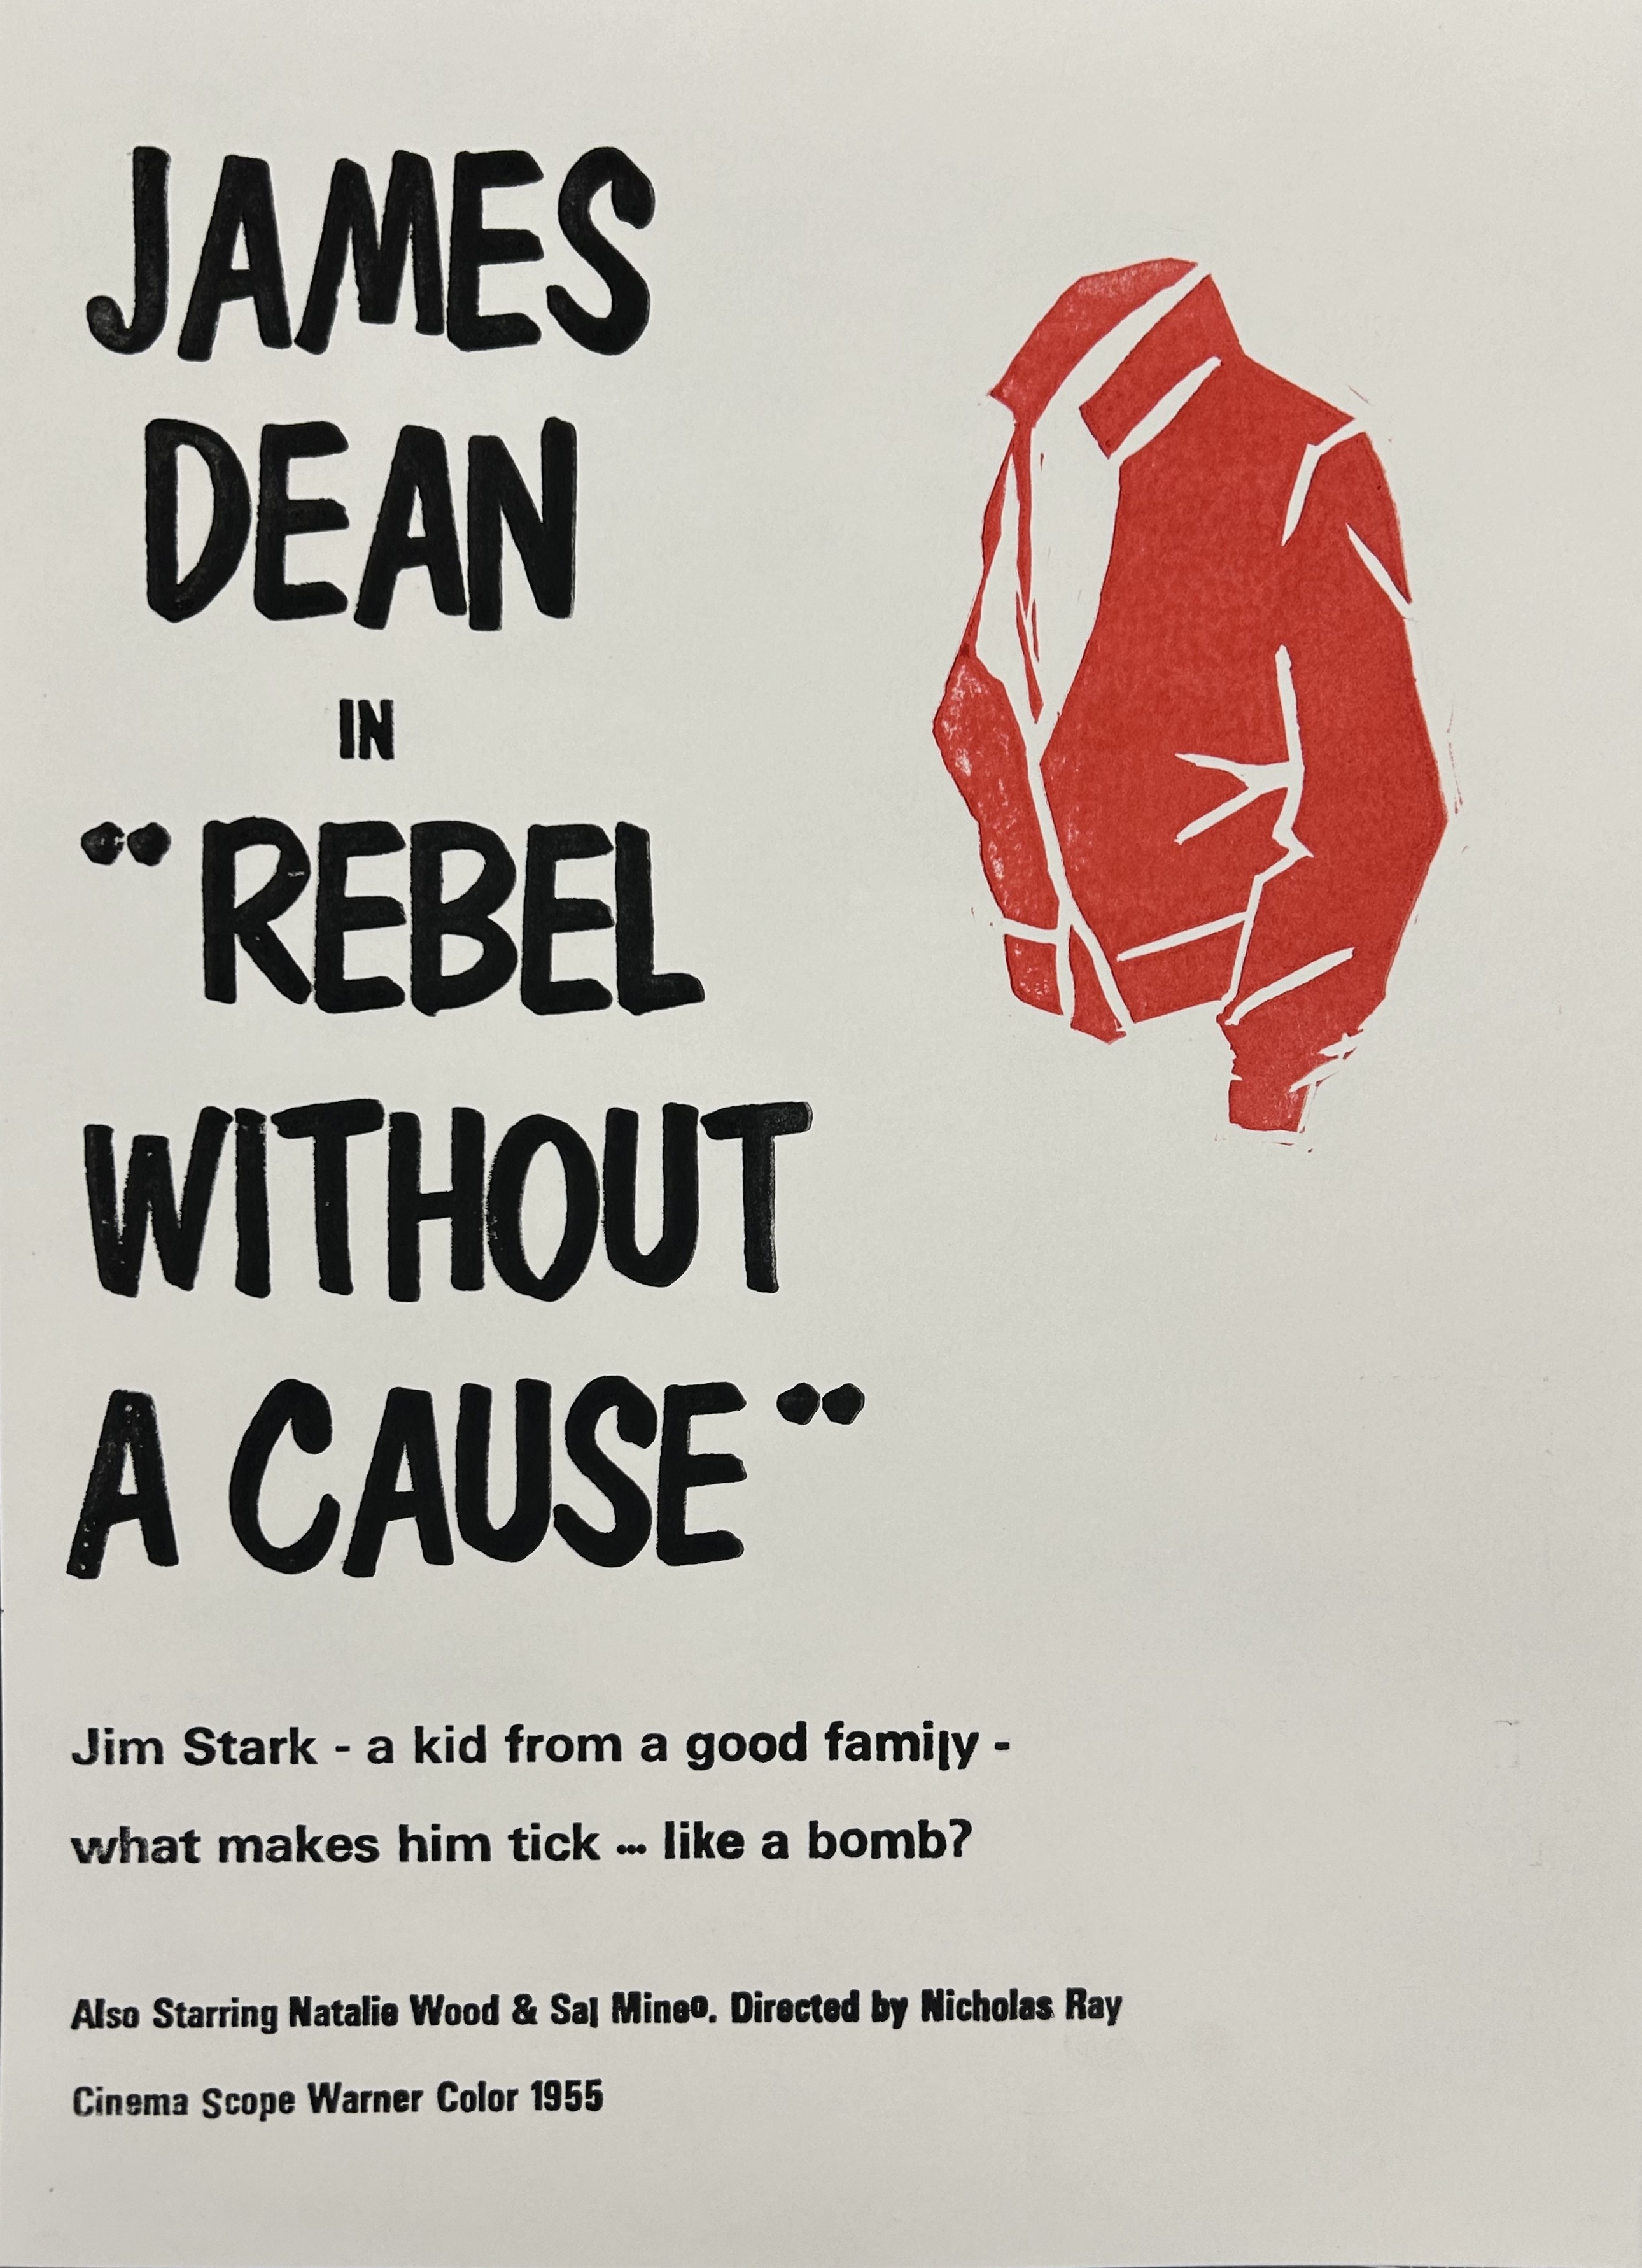 JAMES
DEAN
IN
"REBEL
WITHOUT
A CAUSE"
Jim Stark - a kid from a good family -
what makes him tick ... like a bomb?
Also Starring Natalie Wood & Sal Mineo. Directed by Nicholas Ray
Cinema Scope Warner Color 1955